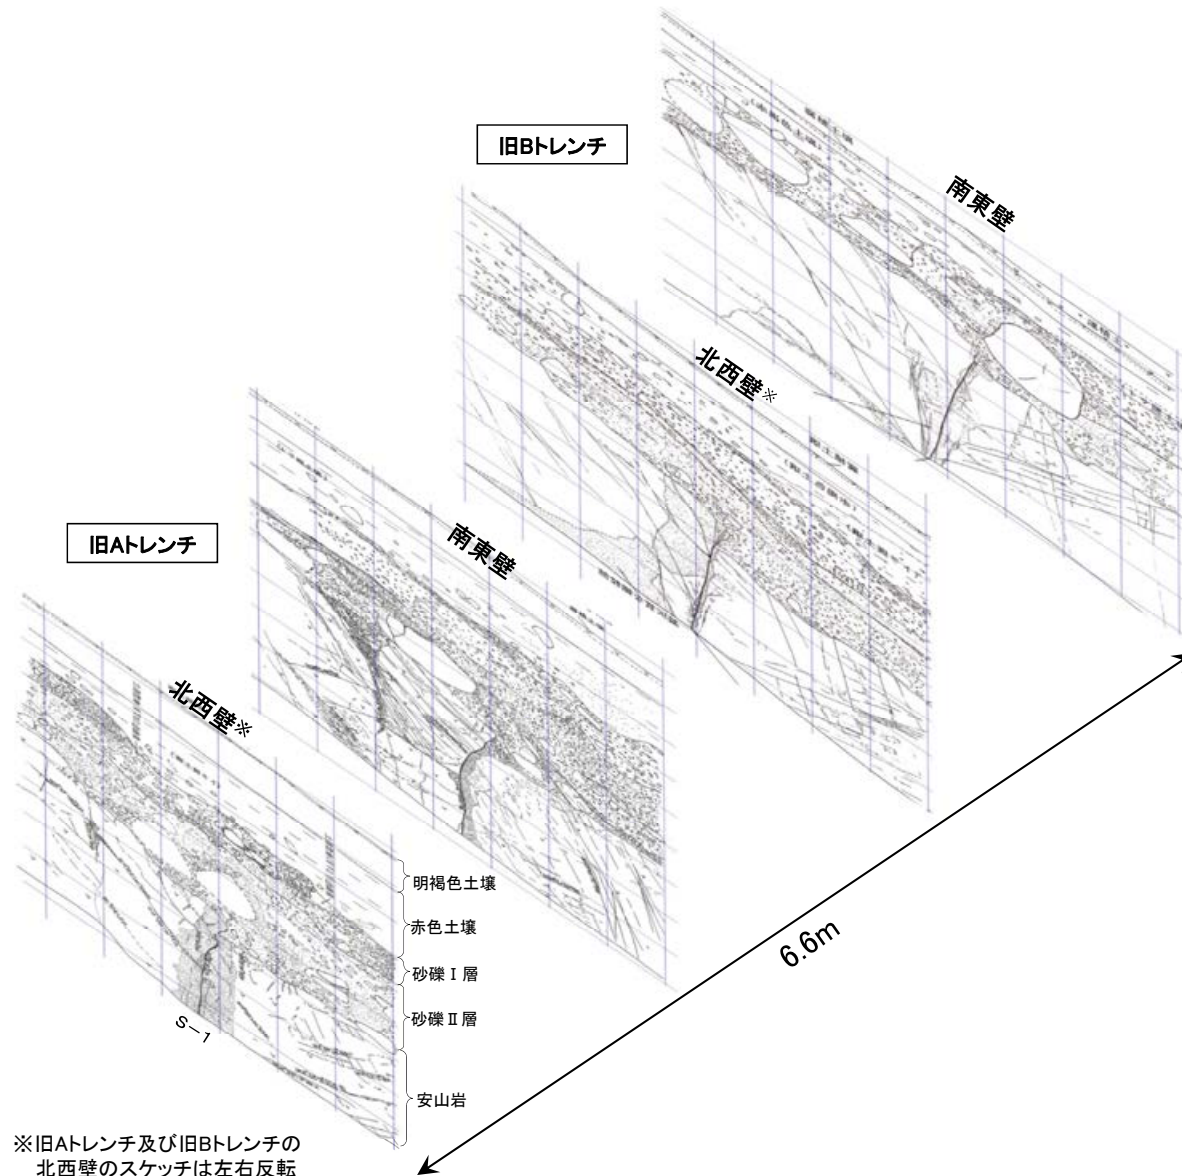 旧Bトレンチ
南東壁
北西壁※
旧Aトレンチ
南東壁
北西壁※
明褐色土壌
赤色土壌
砂礫Ⅰ層
砂礫Ⅱ層
安山岩
S－1
6.6m
※旧Aトレンチ及び旧Bトレンチの
北西壁のスケッチは左右反転